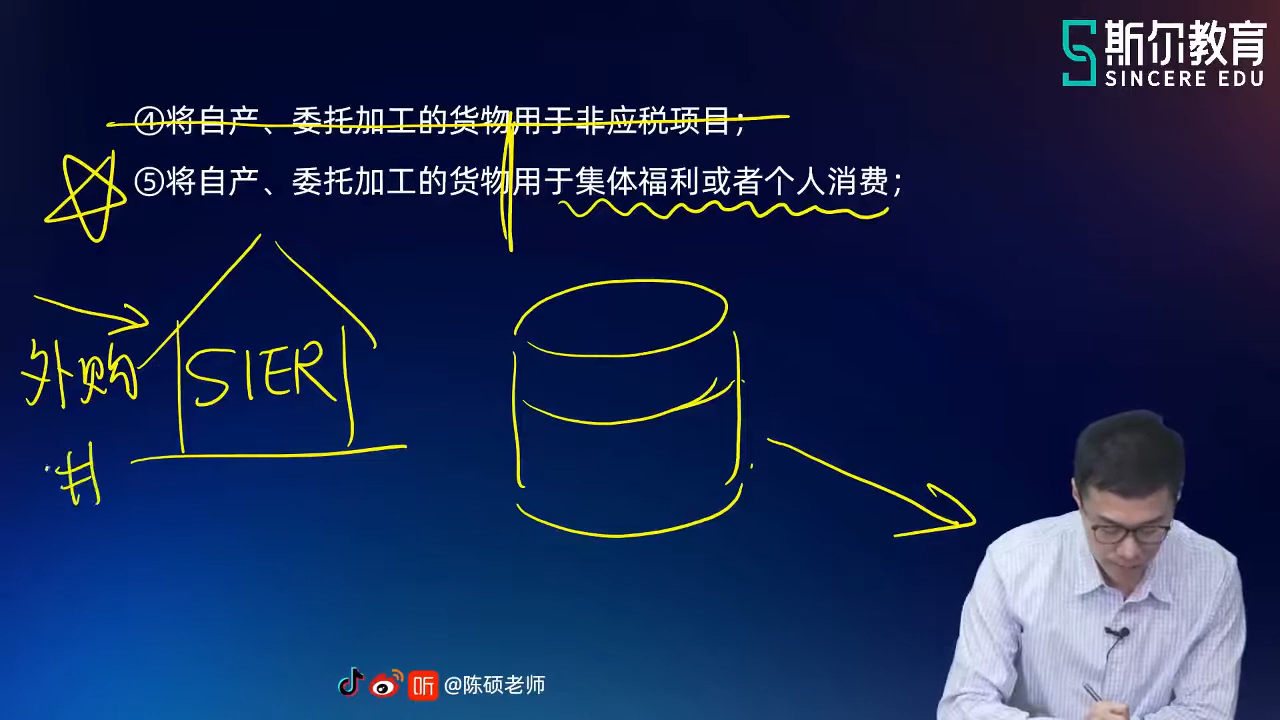 斯尔教育
SINCERE EDU
④将自产、委托加工的货物用于非应税项目；
⑤将自产、委托加工的货物用于集体福利或者个人消费；
外购
SIER
听 @陈硕老师